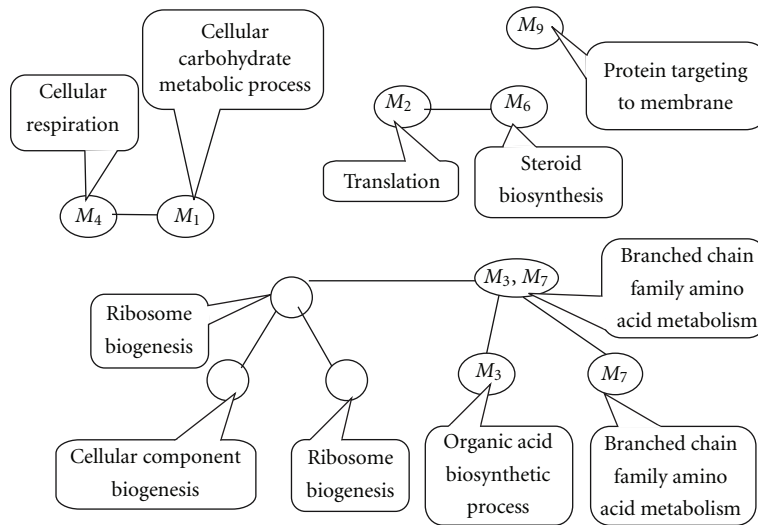 Cellular
carbohydrate
metabolic process
M₉
Protein targeting
to membrane
Cellular
respiration
M₂
M₆
Translation
Steroid
biosynthesis
M₄
M₁
M₃, M₇
Branched chain
family amino
acid metabolism
Ribosome
biogenesis
M₃
M₇
Cellular component
biogenesis
Ribosome
biogenesis
Organic acid
biosynthetic
process
Branched chain
family amino
acid metabolism